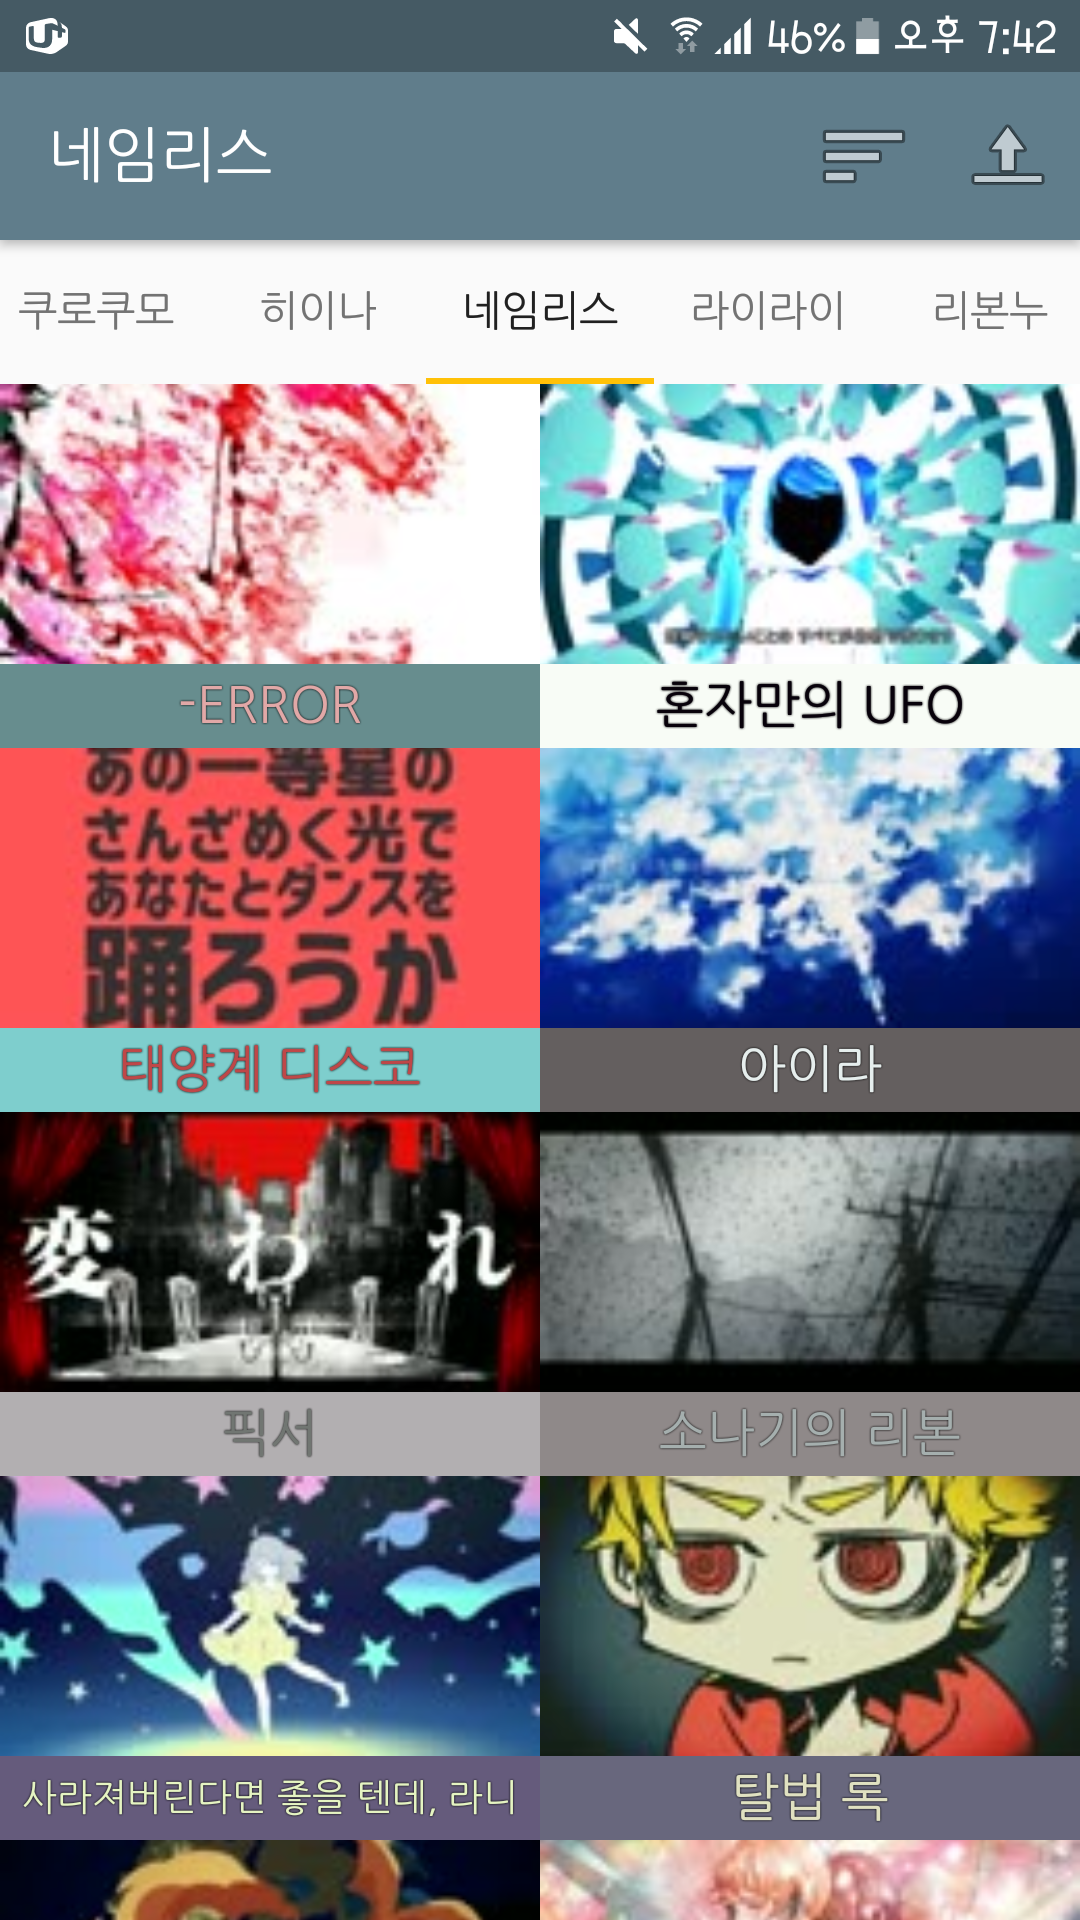 46% 오후 7:42
네임리스
쿠로쿠모 히이나 네임리스 라이라이 리본누
-ERROR
혼자만의 UFO
あの一等星の
さんざめく光で
あなたとダンスを
踊ろうか
태양계 디스코
아이라
変われ
픽서
소나기의 리본
사라져버린다면 좋을 텐데, 라니
탈법 록